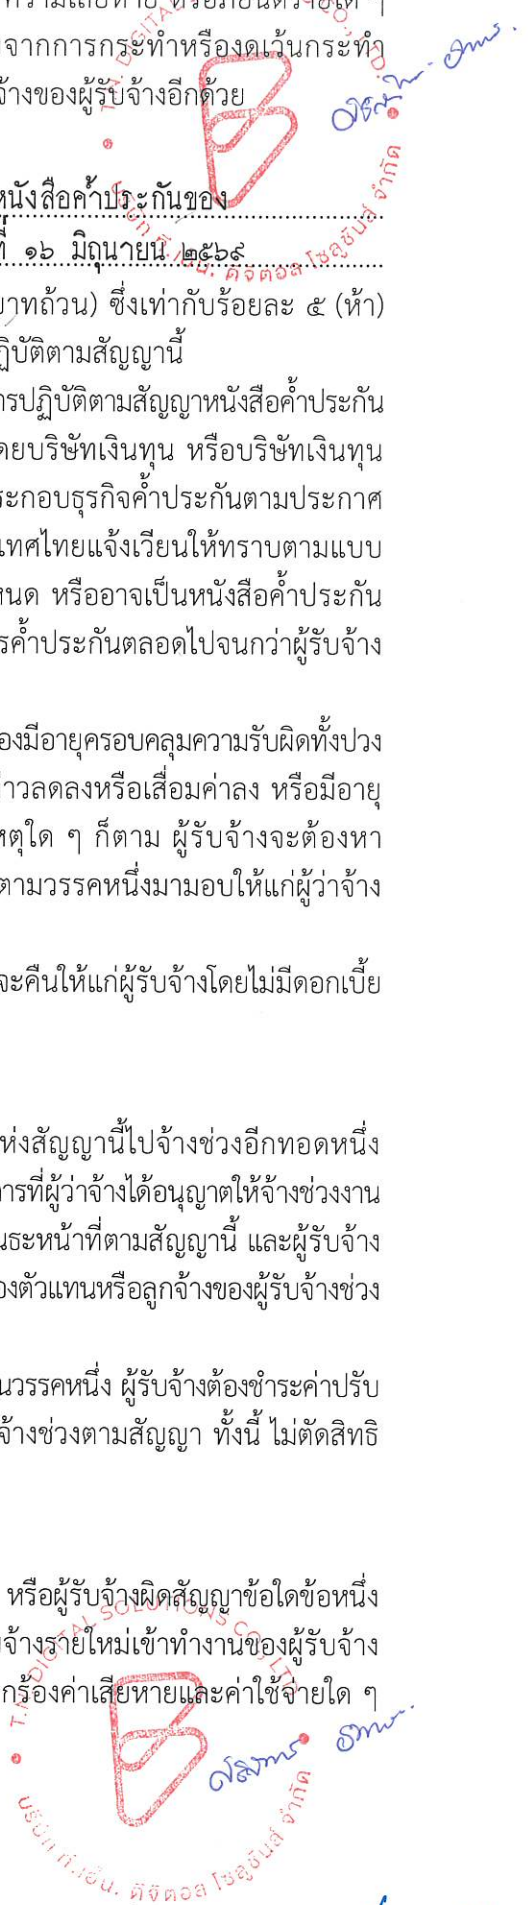 จากการกระทำหรืองดเว้นกระทำ
จ้างของผู้รับจ้างอีกด้วย
หนังสือค้ำประกันของ
ที่ ๑๖ มิถุนายน ๒๕๖๙
บาทถ้วน) ซึ่งเท่ากับร้อยละ ๕ (ห้า)
ฏิบัติตามสัญญานี้
ารปฏิบัติตามสัญญาหนังสือค้ำประกัน
ดยบริษัทเงินทุน หรือบริษัทเงินทุน
ระกอบธุรกิจค้ำประกันตามประกาศ
เทศไทยแจ้งเวียนให้ทราบตามแบบ
หนด หรืออาจเป็นหนังสือค้ำประกัน
รค้ำประกันตลอดไปจนกว่าผู้รับจ้าง
องมีอายุครอบคลุมความรับผิดทั้งปวง
่าวลดลงหรือเสื่อมค่าลง หรือมีอายุ
หตุใด ๆ ก็ตาม ผู้รับจ้างจะต้องหา
ตามวรรคหนึ่งมามอบให้แก่ผู้ว่าจ้าง
จะคืนให้แก่ผู้รับจ้างโดยไม่มีดอกเบี้ย
ห่งสัญญานี้ไปจ้างช่วงอีกทอดหนึ่ง
การที่ผู้ว่าจ้างได้อนุญาตให้จ้างช่วงงาน
นธะหน้าที่ตามสัญญานี้ และผู้รับจ้าง
องตัวแทนหรือลูกจ้างของผู้รับจ้างช่วง
นวรรคหนึ่ง ผู้รับจ้างต้องชำระค่าปรับ
จ้างช่วงตามสัญญา ทั้งนี้ ไม่ตัดสิทธิ
หรือผู้รับจ้างผิดสัญญาข้อใดข้อหนึ่ง
จ้างรายใหม่เข้าทำงานของผู้รับจ้าง
กร้องค่าเสียหายและค่าใช้จ่ายใด ๆ
T.N. DIGITAL SOLUTIONS CO., LTD.
บริษัท ที.เอ็น. ดิจิตอล โซลูชันส์ จำกัด